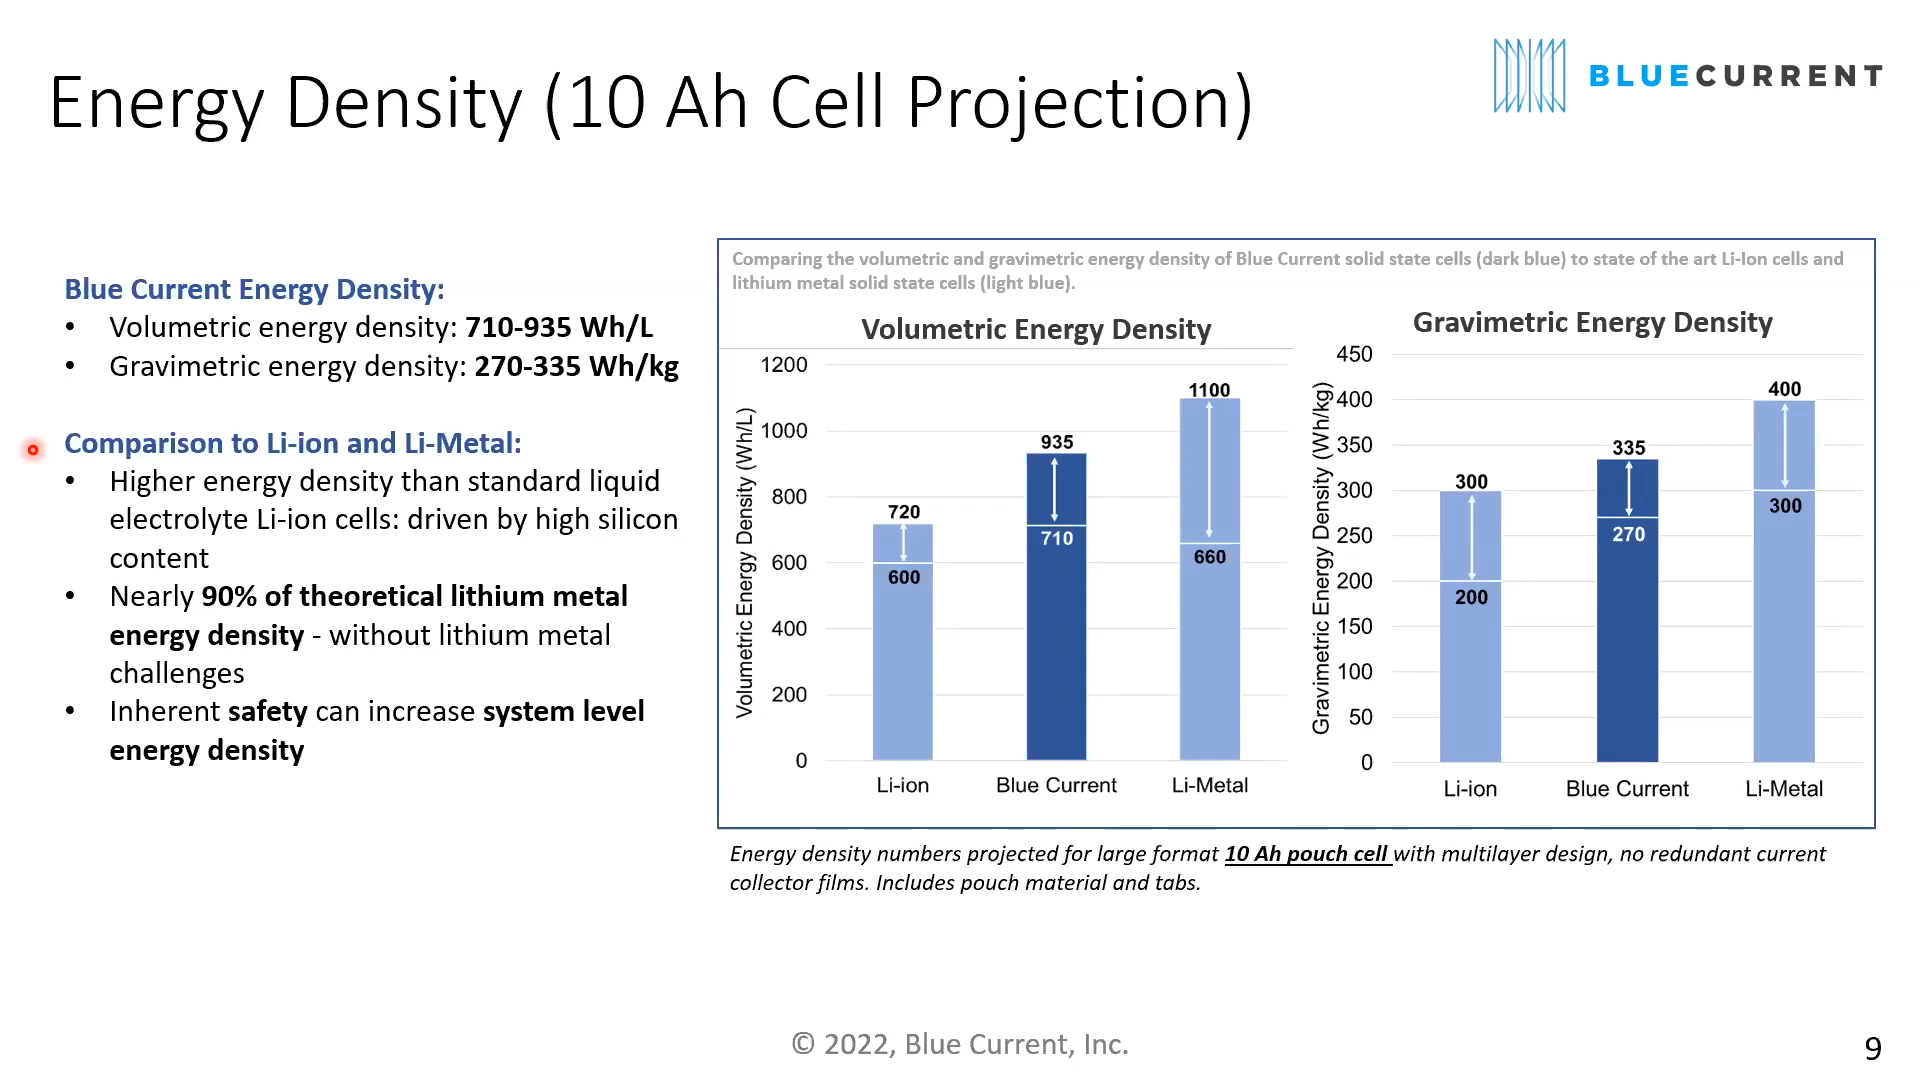 Energy Density (10 Ah Cell Projection)
BLUECURRENT
Blue Current Energy Density:
• Volumetric energy density: 710-935 Wh/L
• Gravimetric energy density: 270-335 Wh/kg
Comparison to Li-ion and Li-Metal:
• Higher energy density than standard liquid
electrolyte Li-ion cells: driven by high silicon
content
• Nearly 90% of theoretical lithium metal
energy density - without lithium metal
challenges
• Inherent safety can increase system level
energy density
Comparing the volumetric and gravimetric energy density of Blue Current solid state cells (dark blue) to state of the art Li-Ion cells and
lithium metal solid state cells (light blue).
Volumetric Energy Density
Volumetric Energy Density (Wh/L)
1200
1000
800
600
400
200
0
720
600
935
710
1100
660
Li-ion
Blue Current
Li-Metal
Gravimetric Energy Density
Gravimetric Energy Density (Wh/kg)
450
400
350
300
250
200
150
100
50
0
300
200
335
270
400
300
Li-ion
Blue Current
Li-Metal
Energy density numbers projected for large format 10 Ah pouch cell with multilayer design, no redundant current
collector films. Includes pouch material and tabs.
© 2022, Blue Current, Inc.
9